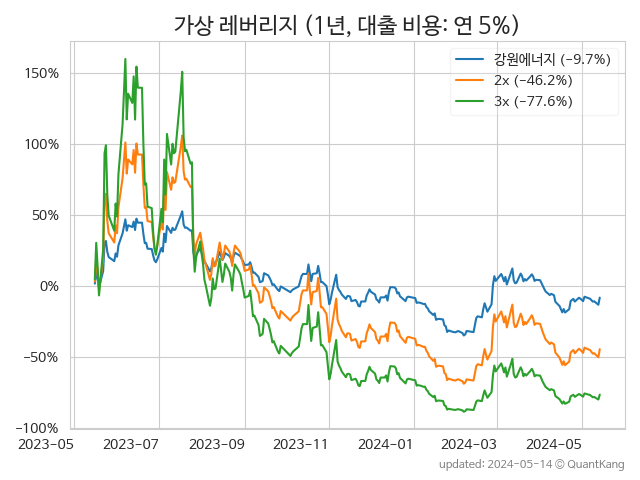 가상 레버리지 (1년, 대출 비용: 연 5%)
강원에너지 (−9.7%)
2x (−46.2%)
3x (−77.6%)
150%
100%
50%
0%
−50%
−100%
2023-05 2023-07 2023-09 2023-11 2024-01 2024-03 2024-05
updated: 2024-05-14 © QuantKang